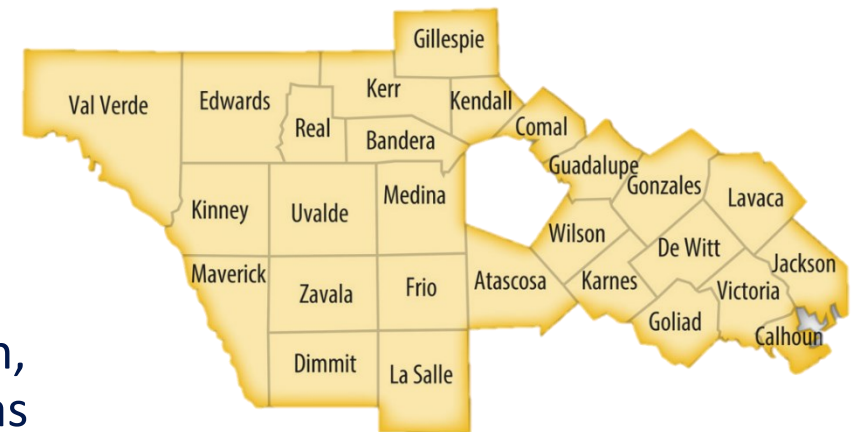 Gillespie
Val Verde
Edwards
Kerr
Kendall
Real
Bandera
Comal
Guadalupe
Gonzales
Lavaca
Kinney
Uvalde
Medina
Wilson
De Witt
Jackson
Maverick
Zavala
Frio
Atascosa
Karnes
Victoria
Goliad
Calhoun
Dimmit
La Salle